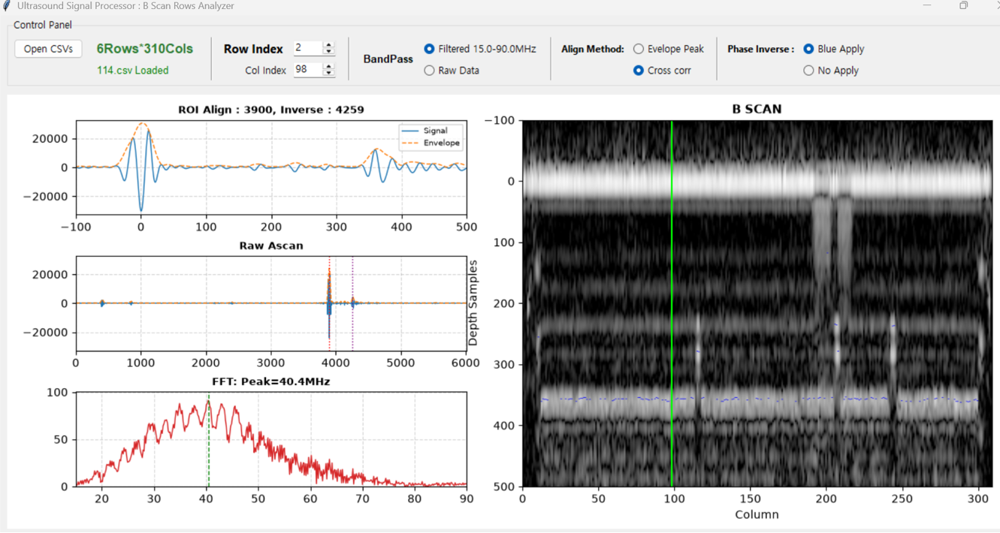 Ultrasound Signal Processor : B Scan Rows Analyzer
Control Panel
Open CSVs
6Rows*310Cols
114.csv Loaded
Row Index 2
Col Index 98
BandPass
Filtered 15.0-90.0MHz
Raw Data
Align Method:
Evelope Peak
Cross corr
Phase Inverse :
Blue Apply
No Apply
ROI Align : 3900, Inverse : 4259
20000
0
−20000
Signal
Envelope
−100 0 100 200 300 400 500
Raw Ascan
20000
0
−20000
0 1000 2000 3000 4000 5000 6000
FFT: Peak=40.4MHz
100
50
0
20 30 40 50 60 70 80 90
B SCAN
Depth Samples
−100
0
100
200
300
400
500
0 50 100 150 200 250 300
Column